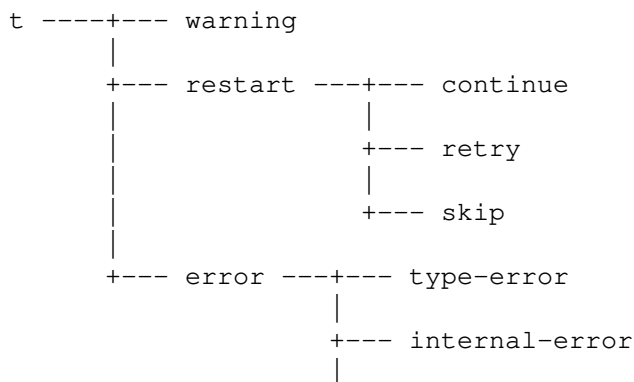 t ----+--- warning
|
+--- restart ---+--- continue
| |
| +--- retry
| |
| +--- skip
|
+--- error ---+--- type-error
|
+--- internal-error
|